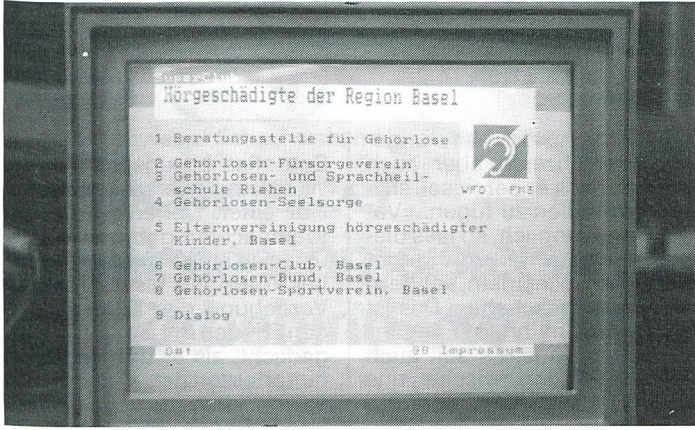 SuperClub
Hörgeschädigte der Region Basel
1 Beratungsstelle für Gehörlose
2 Gehörlosen-Fürsorgeverein
3 Gehörlosen- und Sprachheil-
schule Riehen
WFD FMS
4 Gehörlosen-Seelsorge
5 Elternvereinigung hörgeschädigter
Kinder, Basel
6 Gehörlosen-Club, Basel
7 Gehörlosen-Bund, Basel
8 Gehörlosen-Sportverein, Basel
9 Dialog
0#! 98 Impressum